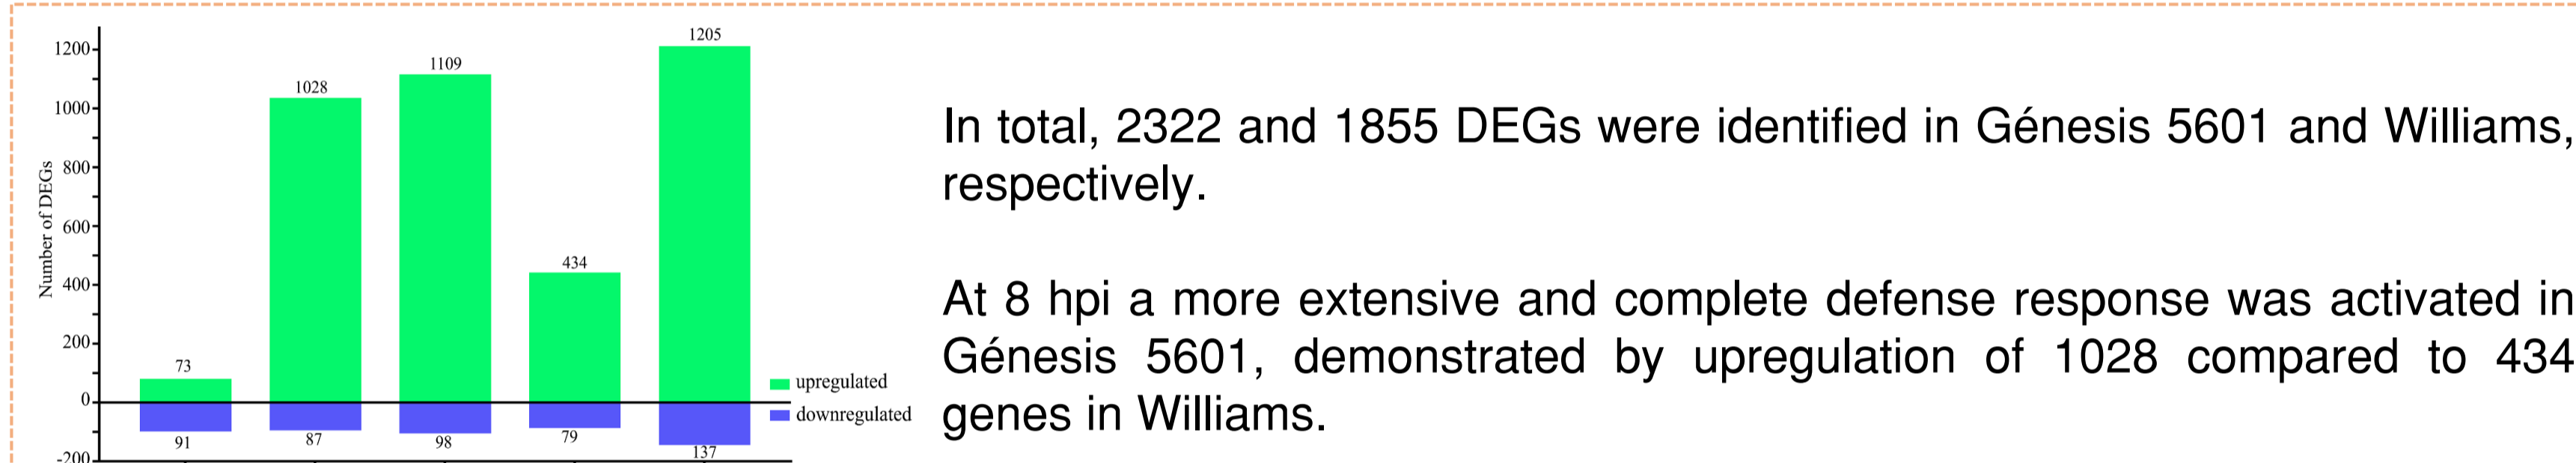 1205
1200
1109
1028
1000
800
Number of DEGs
600
434
400
200
73
upregulated
0
downregulated
91
87
98
79
137
-200
In total, 2322 and 1855 DEGs were identified in Génesis 5601 and Williams,
respectively.
At 8 hpi a more extensive and complete defense response was activated in
Génesis 5601, demonstrated by upregulation of 1028 compared to 434
genes in Williams.